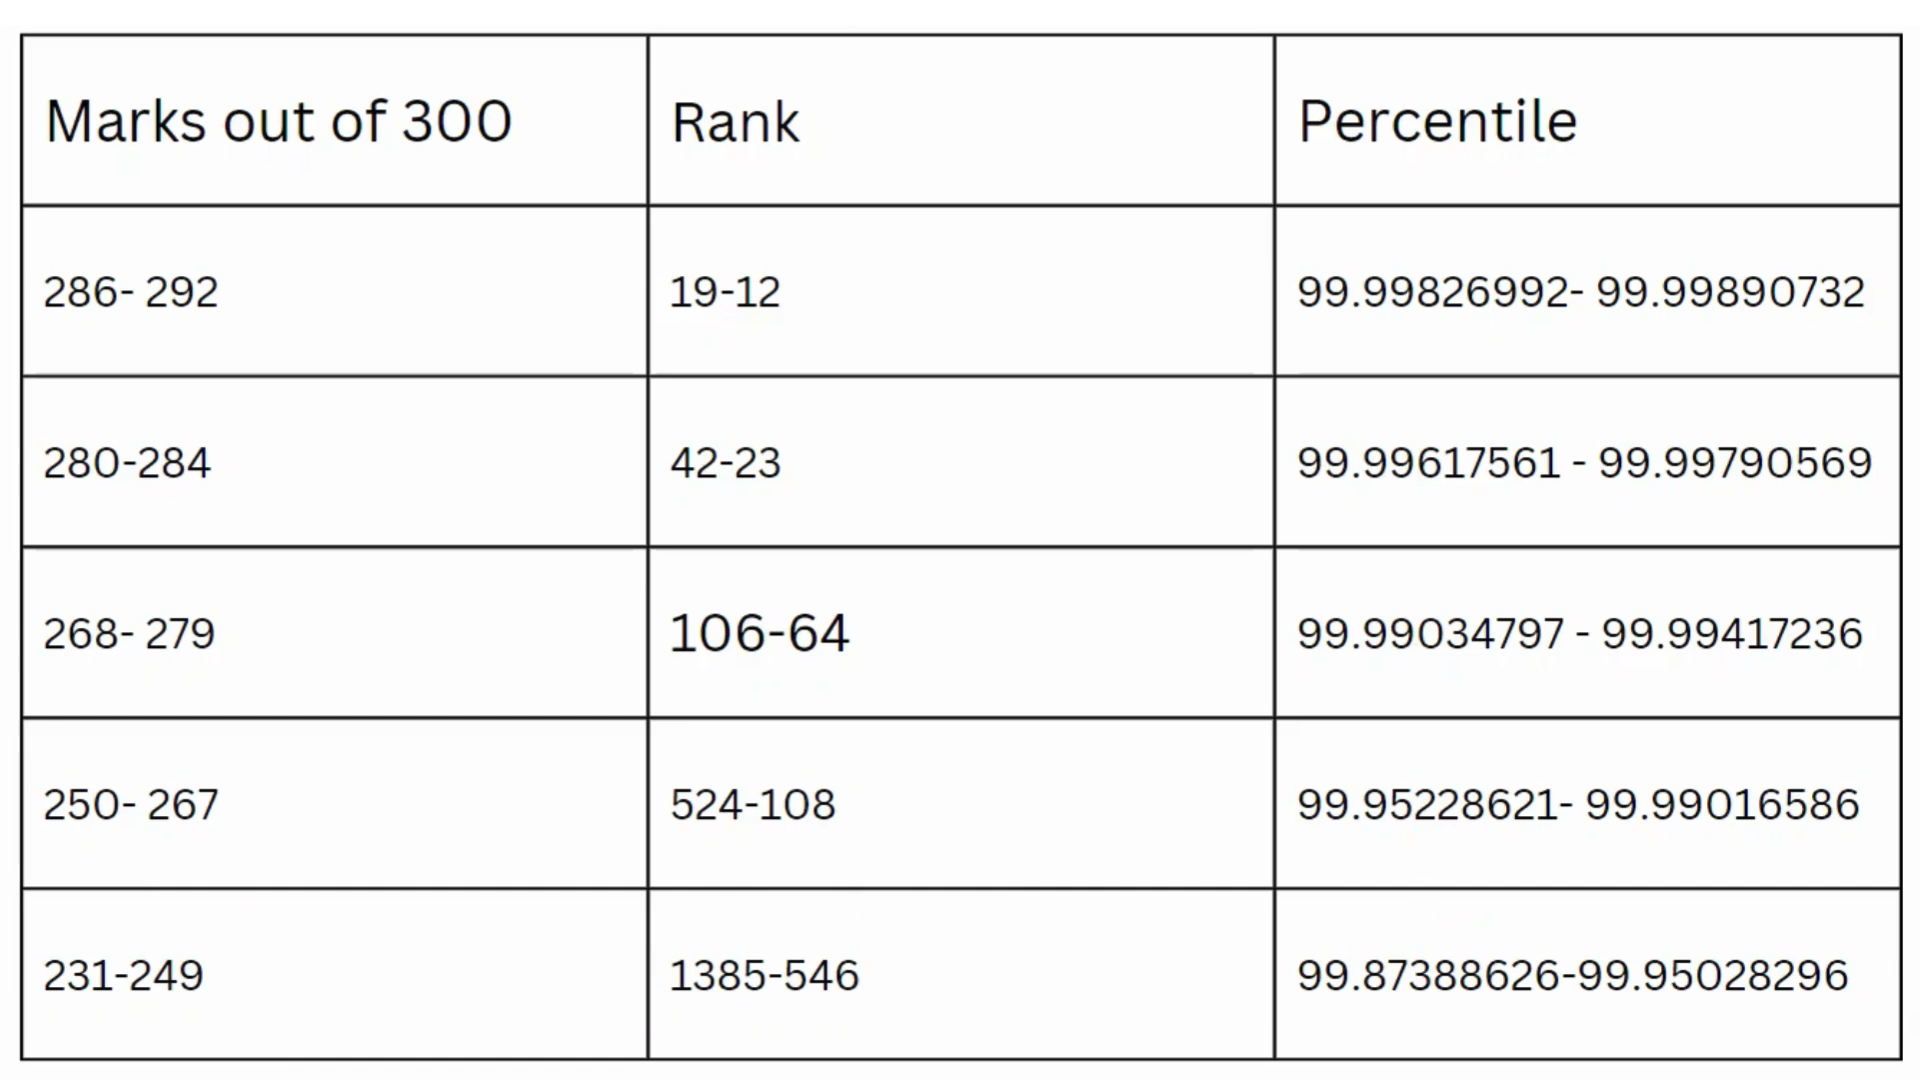 Marks out of 300 Rank Percentile
286- 292 19-12 99.99826992- 99.99890732
280-284 42-23 99.99617561 - 99.99790569
268- 279 106-64 99.99034797 - 99.99417236
250- 267 524-108 99.95228621- 99.99016586
231-249 1385-546 99.87388626-99.95028296